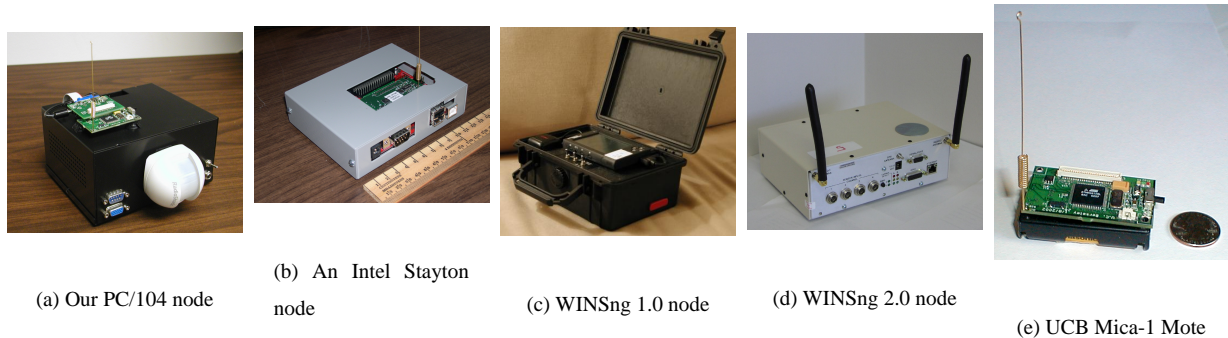 (a) Our PC/104 node
(b) An Intel Stayton
node
(c) WINSng 1.0 node
(d) WINSng 2.0 node
(e) UCB Mica-1 Mote